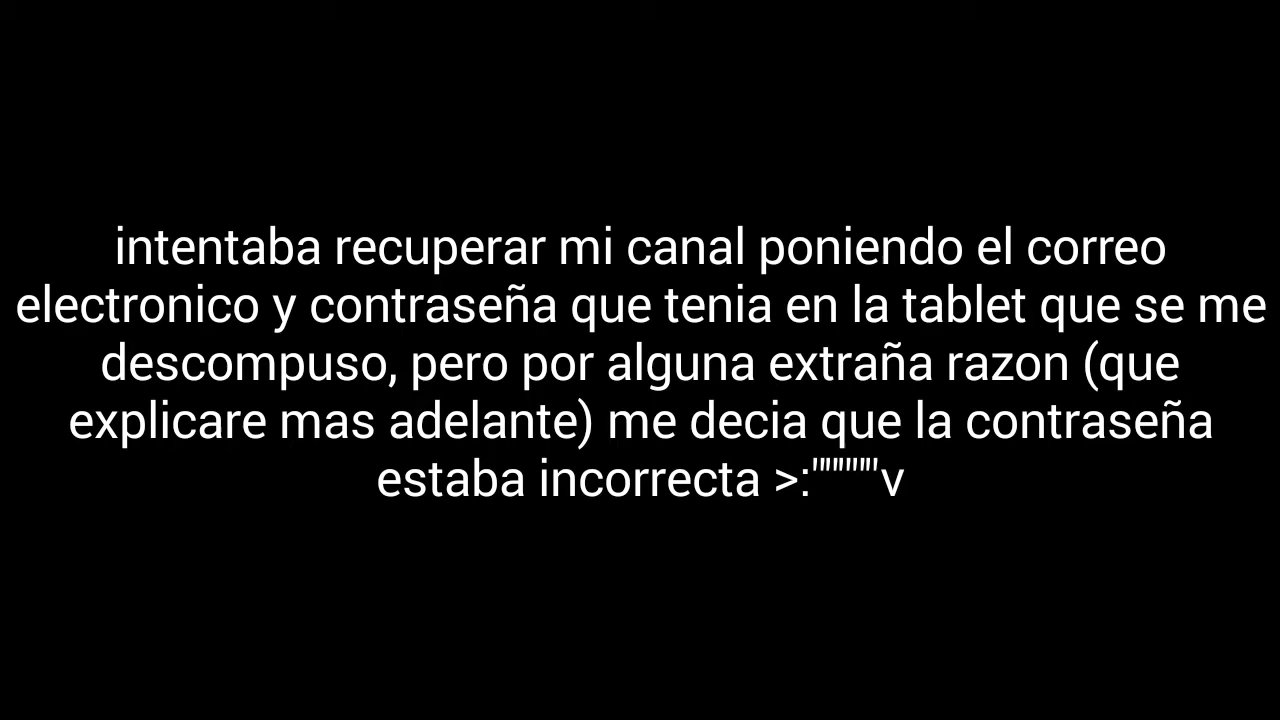 intentaba recuperar mi canal poniendo el correo
electronico y contraseña que tenia en la tablet que se me
descompuso, pero por alguna extraña razon (que
explicare mas adelante) me decia que la contraseña
estaba incorrecta >:'"""""v